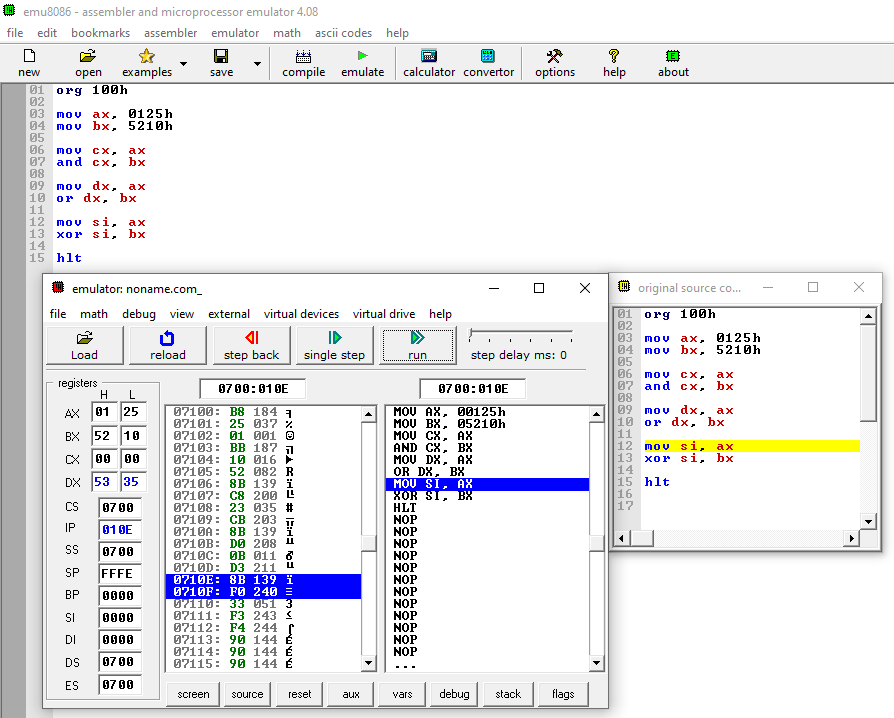 emu8086 - assembler and microprocessor emulator 4.08
file edit bookmarks assembler emulator math ascii codes help
new open examples save compile emulate calculator convertor options help about
01 org 100h
02
03 mov ax, 0125h
04 mov bx, 5210h
05
06 mov cx, ax
07 and cx, bx
08
09 mov dx, ax
10 or dx, bx
11
12 mov si, ax
13 xor si, bx
14
15 hlt
emulator: noname.com_
file math debug view external virtual devices virtual drive help
Load reload step back single step run step delay ms: 0
registers
H L
AX 01 25
BX 52 10
CX 00 00
DX 53 35
CS 0700
IP 010E
SS 0700
SP FFFE
BP 0000
SI 0000
DI 0000
DS 0700
ES 0700
0700:010E
07100: B8 184 ╕
07101: 25 037 %
07102: 01 001 ☺
07103: BB 187 ╗
07104: 10 016 ►
07105: 52 082 R
07106: 8B 139 ï
07107: C8 200 ╚
07108: 23 035 #
07109: CB 203 ╦
0710A: 8B 139 ï
0710B: D0 208 ╨
0710C: 0B 011 ♂
0710D: D3 211 ╙
0710E: 8B 139 ï
0710F: F0 240 ≡
07110: 33 051 3
07111: F3 243 ≤
07112: F4 244 ⌠
07113: 90 144 É
07114: 90 144 É
07115: 90 144 É
0700:010E
MOV AX, 00125h
MOV BX, 05210h
MOV CX, AX
AND CX, BX
MOV DX, AX
OR DX, BX
MOV SI, AX
XOR SI, BX
HLT
NOP
NOP
NOP
NOP
NOP
NOP
NOP
NOP
NOP
NOP
NOP
NOP
...
screen source reset aux vars debug stack flags
original source co...
01 org 100h
02
03 mov ax, 0125h
04 mov bx, 5210h
05
06 mov cx, ax
07 and cx, bx
08
09 mov dx, ax
10 or dx, bx
11
12 mov si, ax
13 xor si, bx
14
15 hlt
16
17